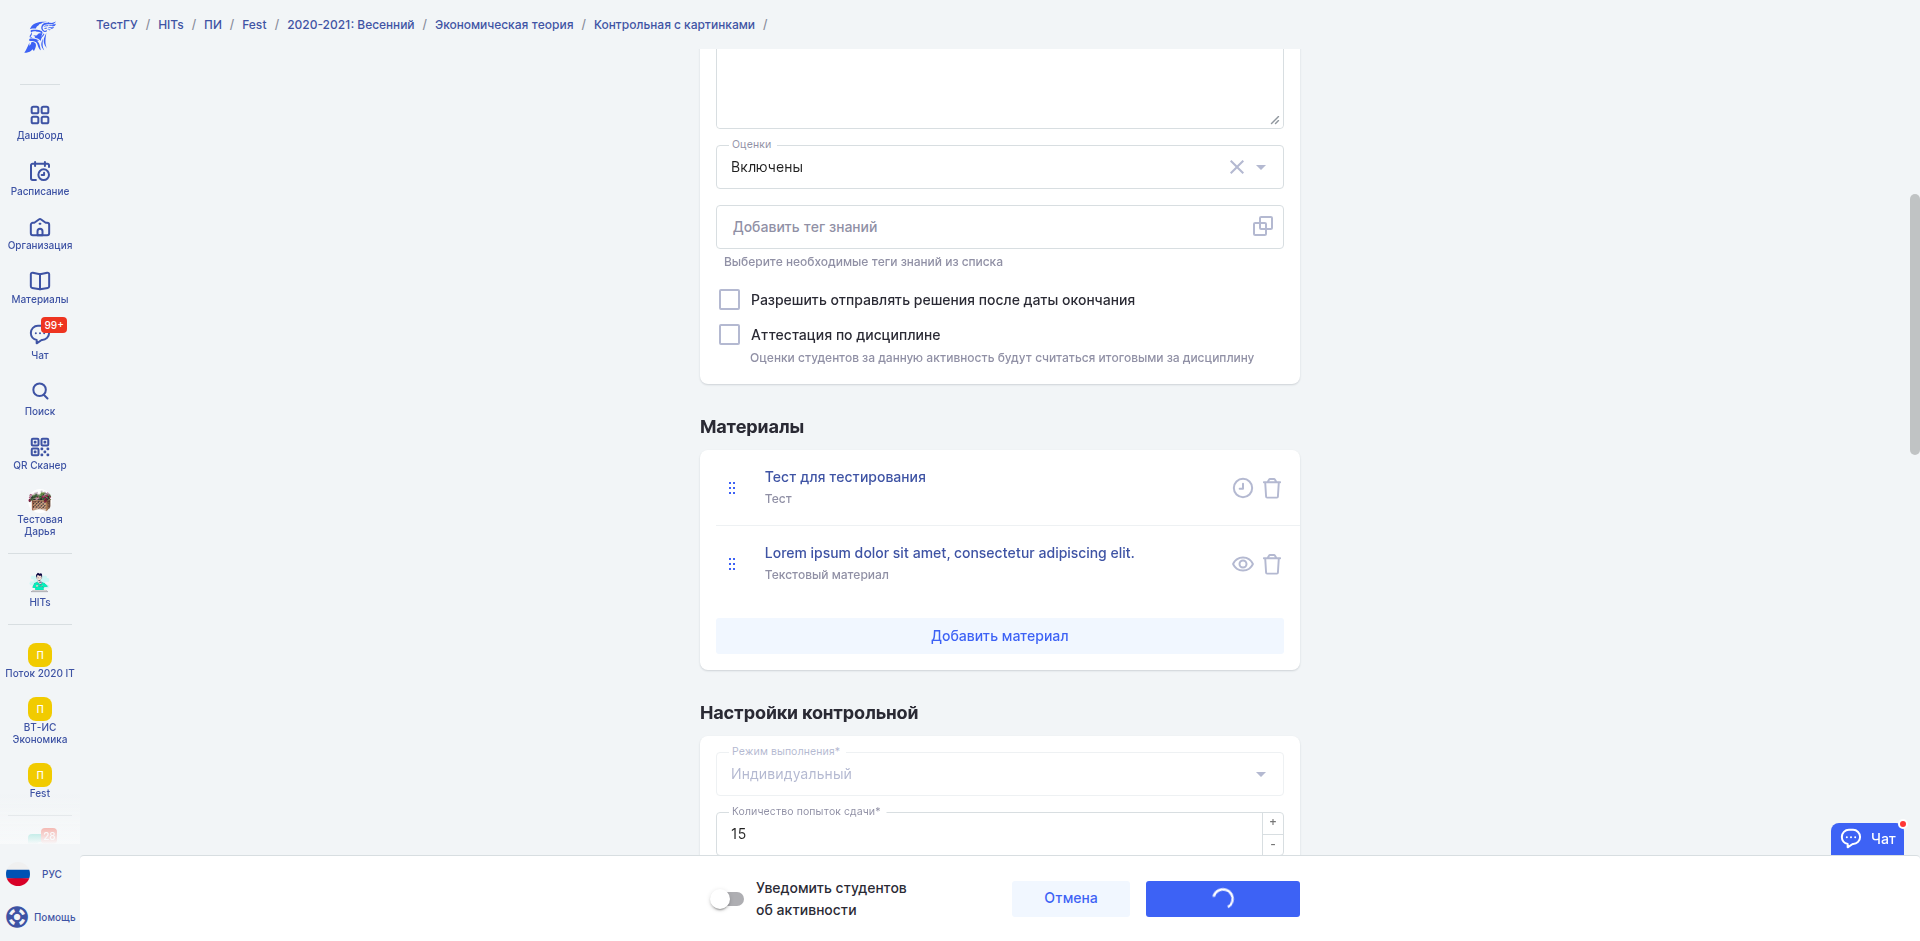 ТестГУ / HITs / ПИ / Fest / 2020-2021: Весенний / Экономическая теория / Контрольная с картинками /
Дашборд
Расписание
Организация
Материалы
99+
Чат
Поиск
QR Сканер
Тестовая
Дарья
HITs
П
Поток 2020 IT
П
ВТ-ИС
Экономика
П
Fest
28
РУС
Помощь
Оценки
Включены
Добавить тег знаний
Выберите необходимые теги знаний из списка
Разрешить отправлять решения после даты окончания
Аттестация по дисциплине
Оценки студентов за данную активность будут считаться итоговыми за дисциплину
Материалы
Тест для тестирования
Тест
Lorem ipsum dolor sit amet, consectetur adipiscing elit.
Текстовый материал
Добавить материал
Настройки контрольной
Режим выполнения*
Индивидуальный
Количество попыток сдачи*
15
+
-
Уведомить студентов
об активности
Отмена
Чат